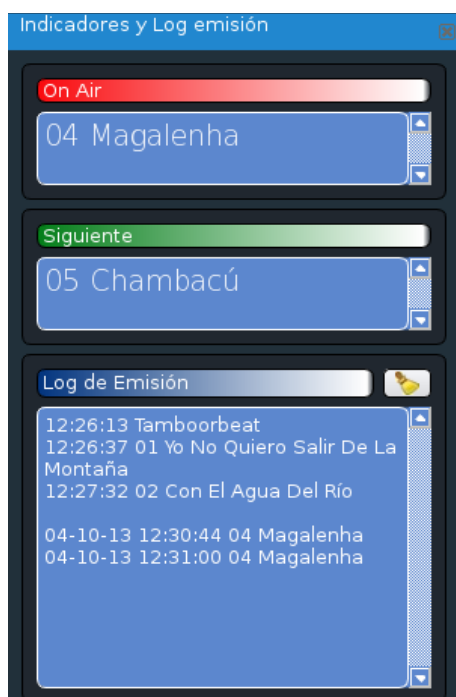 Indicadores y Log emisión
On Air
04 Magalenha
Siguiente
05 Chambacú
Log de Emisión
12:26:13 Tamboorbeat
12:26:37 01 Yo No Quiero Salir De La
Montaña
12:27:32 02 Con El Agua Del Río
04-10-13 12:30:44 04 Magalenha
04-10-13 12:31:00 04 Magalenha